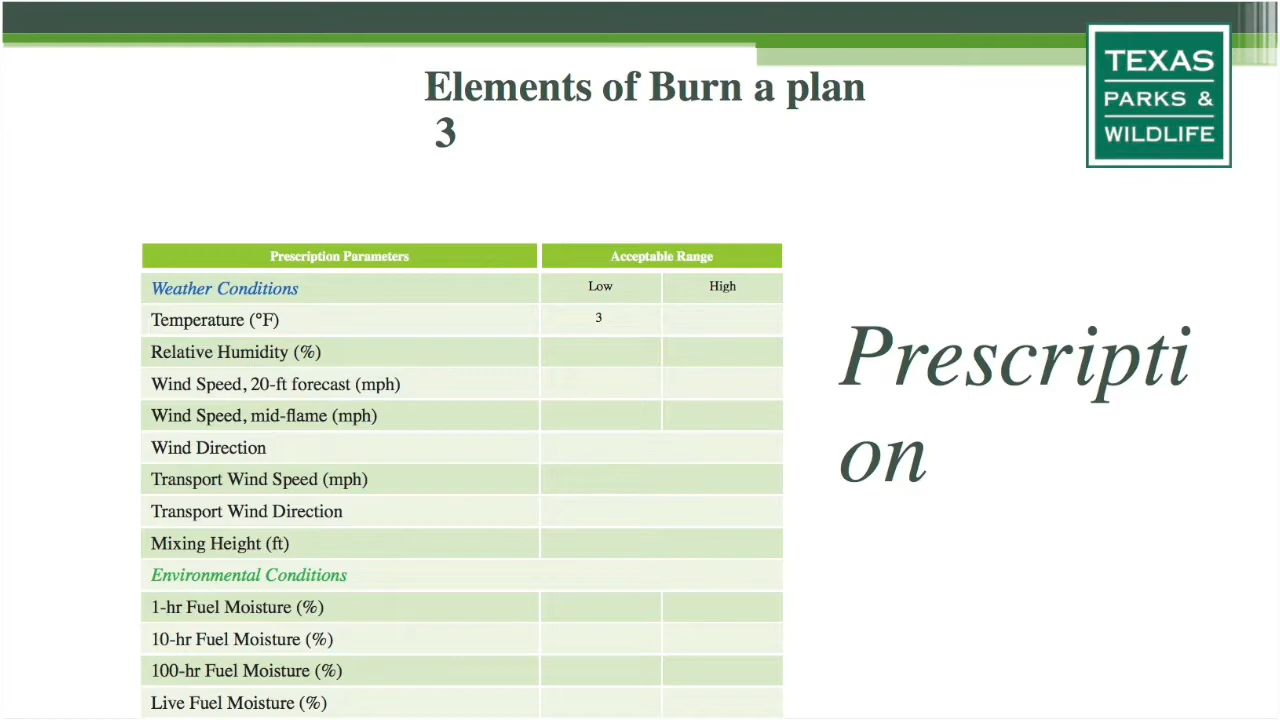 Elements of Burn a plan
3
TEXAS
PARKS &
WILDLIFE
Prescription Parameters Acceptable Range
Weather Conditions Low High
Temperature (°F) 3
Relative Humidity (%)
Wind Speed, 20-ft forecast (mph)
Wind Speed, mid-flame (mph)
Wind Direction
Transport Wind Speed (mph)
Transport Wind Direction
Mixing Height (ft)
Environmental Conditions
1-hr Fuel Moisture (%)
10-hr Fuel Moisture (%)
100-hr Fuel Moisture (%)
Live Fuel Moisture (%)
Prescripti
on